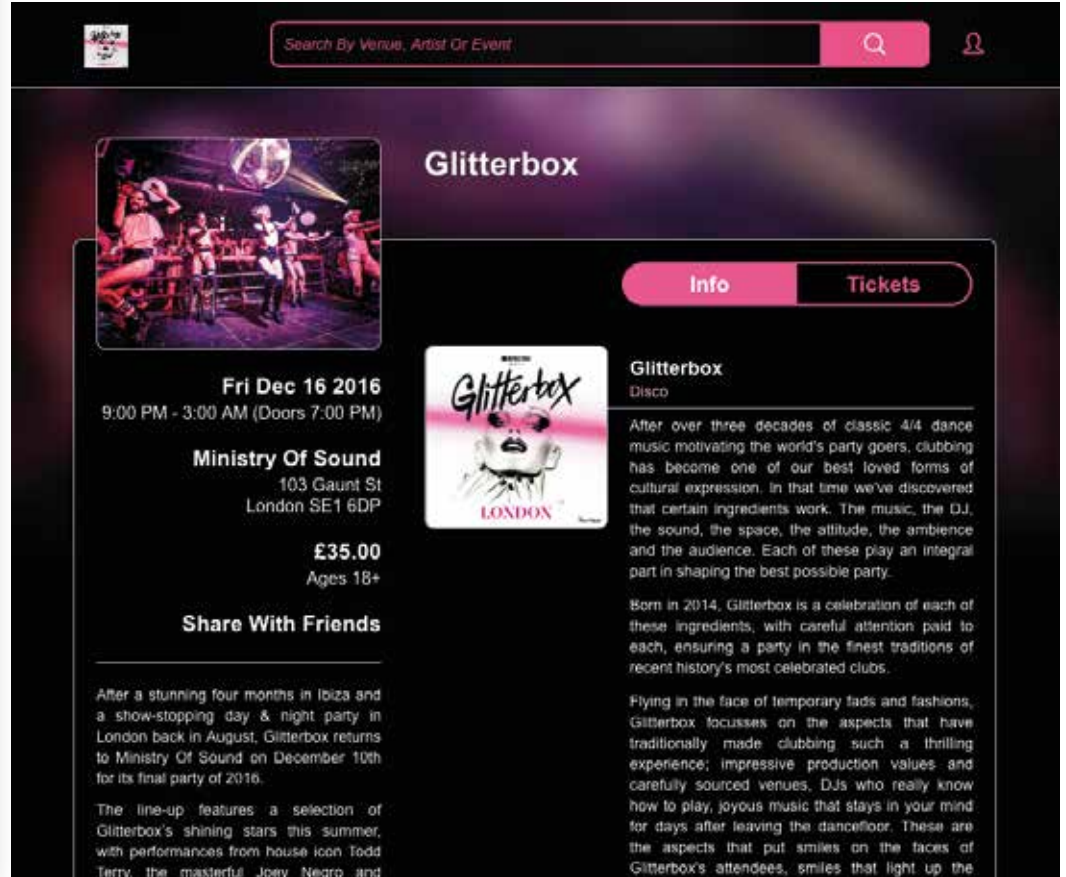 Search By Venue, Artist Or Event
Glitterbox
Info
Tickets
Fri Dec 16 2016
9:00 PM - 3:00 AM (Doors 7:00 PM)
Ministry Of Sound
103 Gaunt St
London SE1 6DP
£35.00
Ages 18+
Share With Friends
After a stunning four months in Ibiza and
a show-stopping day & night party in
London back in August, Glitterbox returns
to Ministry Of Sound on December 10th
for its final party of 2016.
The line-up features a selection of
Glitterbox's shining stars this summer,
with performances from house icon Todd
Terry, the masterful Joey Negro and
Glitterbox
LONDON
Glitterbox
Disco
After over three decades of classic 4/4 dance
music motivating the world's party goers, clubbing
has become one of our best loved forms of
cultural expression. In that time we've discovered
that certain ingredients work. The music, the DJ,
the sound, the space, the attitude, the ambience
and the audience. Each of these play an integral
part in shaping the best possible party.
Born in 2014, Glitterbox is a celebration of each of
these ingredients, with careful attention paid to
each, ensuring a party in the finest traditions of
recent history's most celebrated clubs.
Flying in the face of temporary fads and fashions,
Glitterbox focusses on the aspects that have
traditionally made clubbing such a thrilling
experience; impressive production values and
carefully sourced venues, DJs who really know
how to play, joyous music that stays in your mind
for days after leaving the dancefloor. These are
the aspects that put smiles on the faces of
Glitterbox's attendees, smiles that light up the